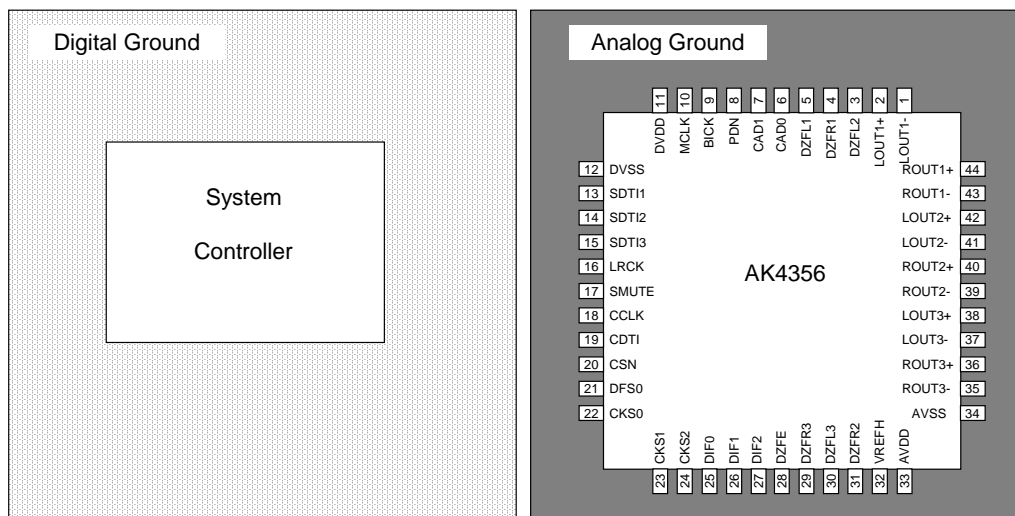 Digital Ground
Analog Ground
System
Controller
11 10 9 8 7 6 5 4 3 2 1
DVDD MCLK BICK PDN CAD1 CAD0 DZFL1 DZFR1 DZFL2 LOUT1+ LOUT1-
12 DVSS
13 SDTI1
14 SDTI2
15 SDTI3
16 LRCK
17 SMUTE
18 CCLK
19 CDTI
20 CSN
21 DFS0
22 CKS0
AK4356
ROUT1+ 44
ROUT1- 43
LOUT2+ 42
LOUT2- 41
ROUT2+ 40
ROUT2- 39
LOUT3+ 38
LOUT3- 37
ROUT3+ 36
ROUT3- 35
AVSS 34
CKS1 CKS2 DIF0 DIF1 DIF2 DZFE DZFR3 DZFL3 DZFR2 VREFH AVDD
23 24 25 26 27 28 29 30 31 32 33